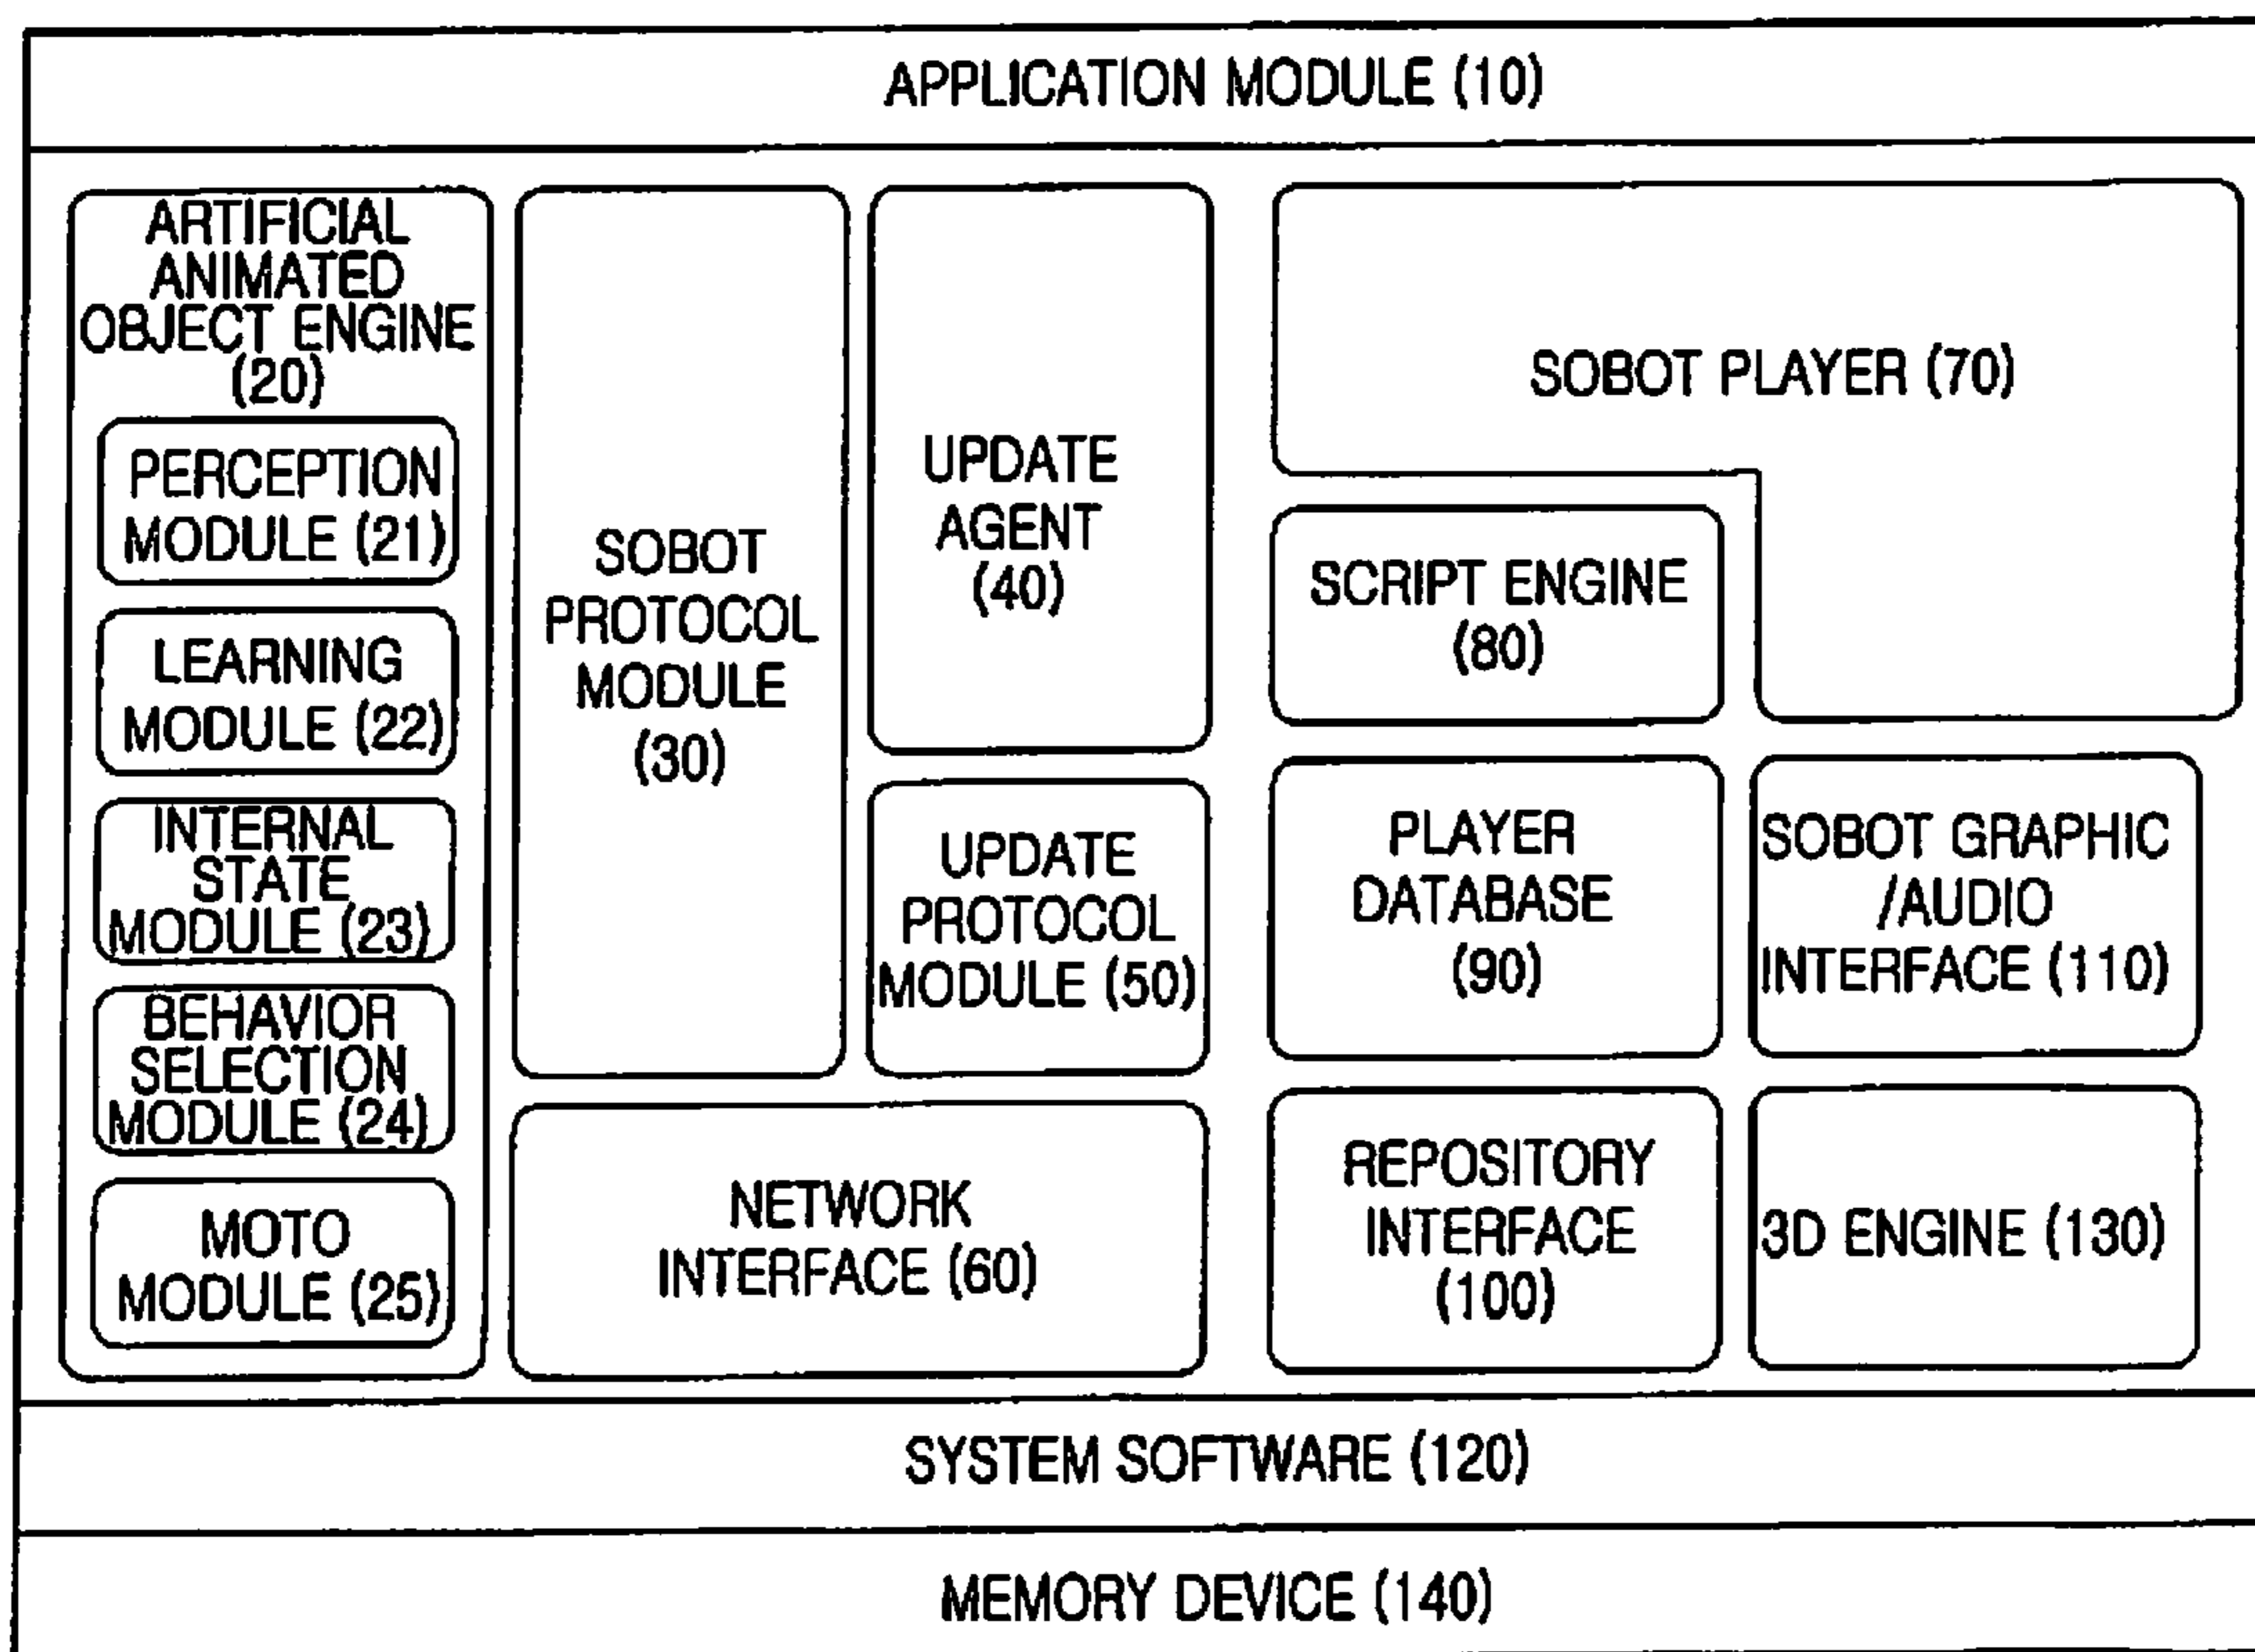 APPLICATION MODULE (10)
ARTIFICIAL
ANIMATED
OBJECT ENGINE
(20)
PERCEPTION
MODULE (21)
LEARNING
MODULE (22)
INTERNAL
STATE
MODULE (23)
BEHAVIOR
SELECTION
MODULE (24)
MOTO
MODULE (25)
SOBOT
PROTOCOL
MODULE
(30)
UPDATE
AGENT
(40)
UPDATE
PROTOCOL
MODULE (50)
NETWORK
INTERFACE (60)
SOBOT PLAYER (70)
SCRIPT ENGINE
(80)
PLAYER
DATABASE
(90)
SOBOT GRAPHIC
/AUDIO
INTERFACE (110)
REPOSITORY
INTERFACE
(100)
3D ENGINE (130)
SYSTEM SOFTWARE (120)
MEMORY DEVICE (140)